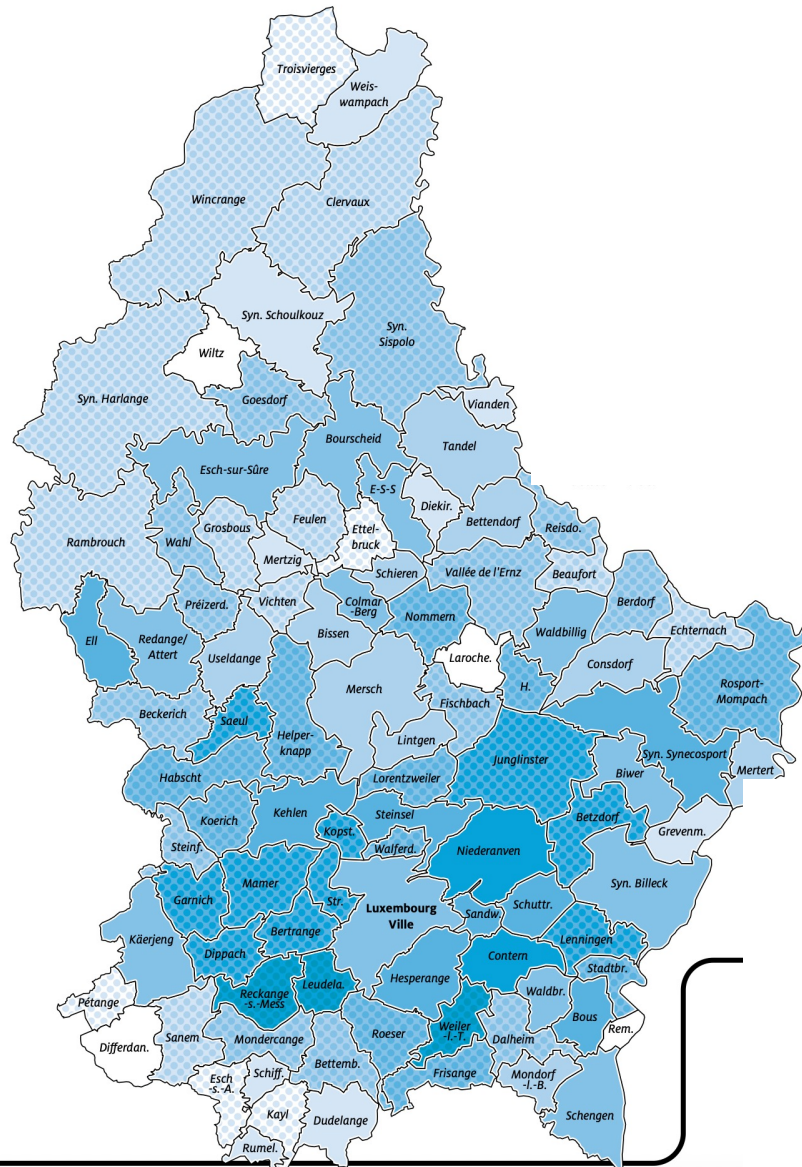 Troisvierges
Weis-
wampach
Wincrange
Clervaux
Syn. Schoulkouz
Syn.
Sispolo
Wiltz
Syn. Harlange
Goesdorf
Vianden
Bourscheid
Tandel
Esch-sur-Sûre
E-S-S
Diekir.
Feulen
Grosbous
Ettel-
bruck
Bettendorf
Reisdo.
Wahl
Rambrouch
Mertzig
Schieren
Vallée de l'Ernz
Beaufort
Berdorf
Préizerd.
Vichten
Colmar
-Berg
Nommern
Echternach
Ell
Redange/
Attert
Bissen
Waldbillig
Useldange
Laroche.
Consdorf
H.
Rosport-
Mompach
Mersch
Fischbach
Beckerich
Saeul
Helper-
knapp
Lintgen
Junglinster
Syn. Synecosport
Biwer
Mertert
Habscht
Lorentzweiler
Koerich
Kehlen
Steinsel
Betzdorf
Kopst.
Grevenm.
Steinf.
Walferd.
Niederanven
Mamer
Syn. Billeck
Garnich
Str.
Luxembourg
Ville
Sandw.
Schuttr.
Käerjeng
Bertrange
Lenningen
Dippach
Contern
Stadtbr.
Hesperange
Leudela.
Reckange
-s.-Mess
Waldbr.
Pétange
Bous
Rem.
Weiler
-l.-T.
Roeser
Dalheim
Differdan.
Sanem
Mondercange
Bettemb.
Frisange
Mondorf
-l.-B.
Esch
-s.-A.
Schiff.
Kayl
Dudelange
Schengen
Rumel.